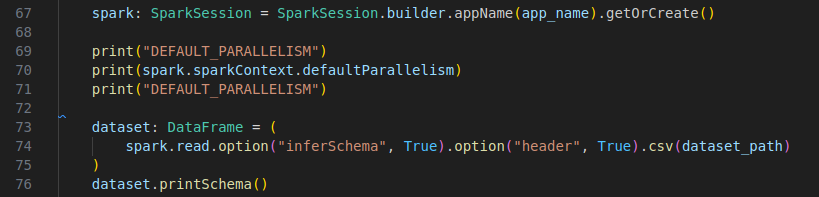 67 spark: SparkSession = SparkSession.builder.appName(app_name).getOrCreate()
68
69 print("DEFAULT_PARALLELISM")
70 print(spark.sparkContext.defaultParallelism)
71 print("DEFAULT_PARALLELISM")
72
73 dataset: DataFrame = (
74 spark.read.option("inferSchema", True).option("header", True).csv(dataset_path)
75 )
76 dataset.printSchema()